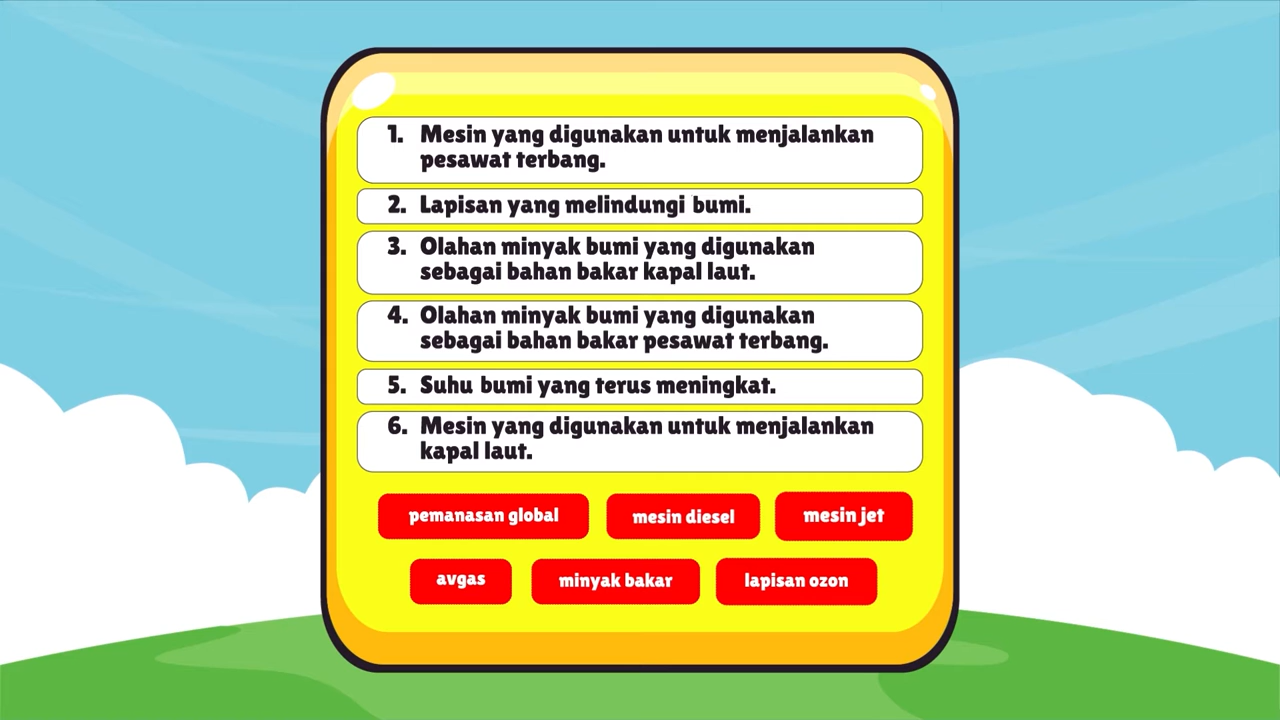 1. Mesin yang digunakan untuk menjalankan
pesawat terbang.
2. Lapisan yang melindungi bumi.
3. Olahan minyak bumi yang digunakan
sebagai bahan bakar kapal laut.
4. Olahan minyak bumi yang digunakan
sebagai bahan bakar pesawat terbang.
5. Suhu bumi yang terus meningkat.
6. Mesin yang digunakan untuk menjalankan
kapal laut.
pemanasan global
mesin diesel
mesin jet
avgas
minyak bakar
lapisan ozon